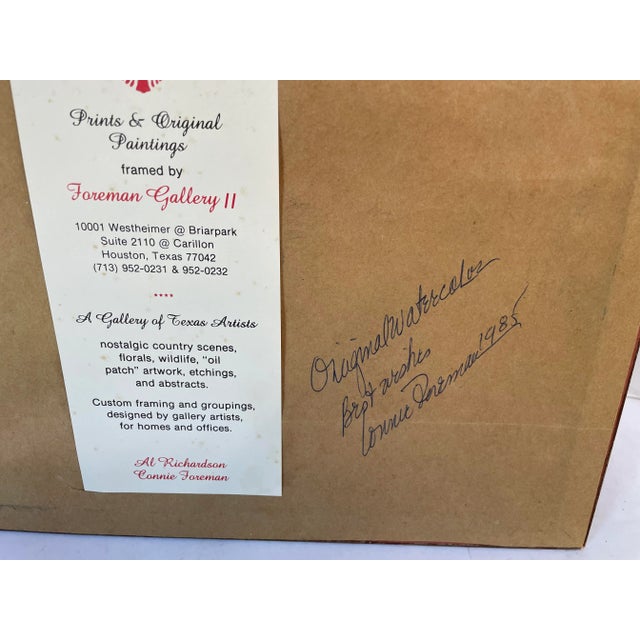 Prints & Original
Paintings
framed by
Foreman Gallery II
10001 Westheimer @ Briarpark
Suite 2110 @ Carillon
Houston, Texas 77042
(713) 952-0231 & 952-0232
****
A Gallery of Texas Artists
nostalgic country scenes,
florals, wildlife, "oil
patch" artwork, etchings,
and abstracts.
Custom framing and groupings,
designed by gallery artists,
for homes and offices.
Al Richardson
Connie Foreman
Original Watercolor
Best wishes
Connie Foreman 1985